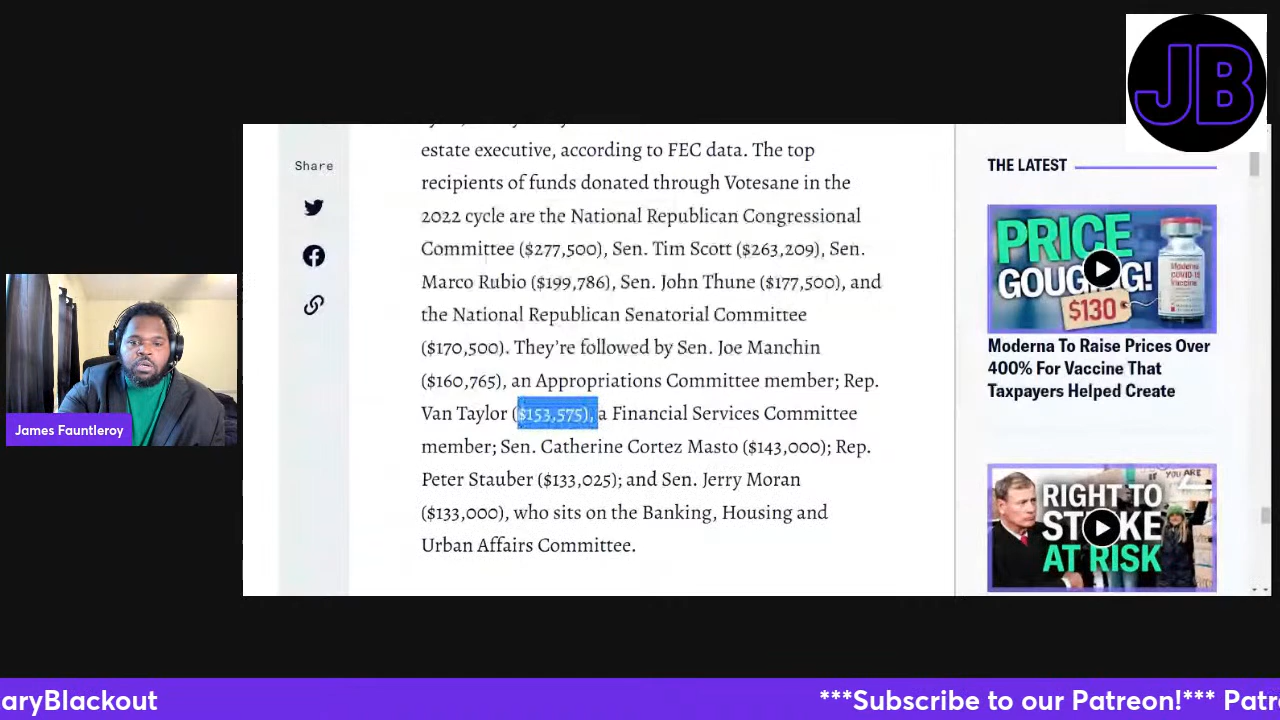 JB
Share
estate executive, according to FEC data. The top
recipients of funds donated through Votesane in the
2022 cycle are the National Republican Congressional
Committee ($277,500), Sen. Tim Scott ($263,209), Sen.
Marco Rubio ($199,786), Sen. John Thune ($177,500), and
the National Republican Senatorial Committee
($170,500). They're followed by Sen. Joe Manchin
($160,765), an Appropriations Committee member; Rep.
Van Taylor ($153,575), a Financial Services Committee
member; Sen. Catherine Cortez Masto ($143,000); Rep.
Peter Stauber ($133,025); and Sen. Jerry Moran
($133,000), who sits on the Banking, Housing and
Urban Affairs Committee.
THE LATEST
PRICE
GOUGING!
$130
Moderna To Raise Prices Over
400% For Vaccine That
Taxpayers Helped Create
IF YOU ARE
RIGHT TO
STRIKE
AT RISK
James Fauntleroy
aryBlackout
***Subscribe to our Patreon!*** Patr